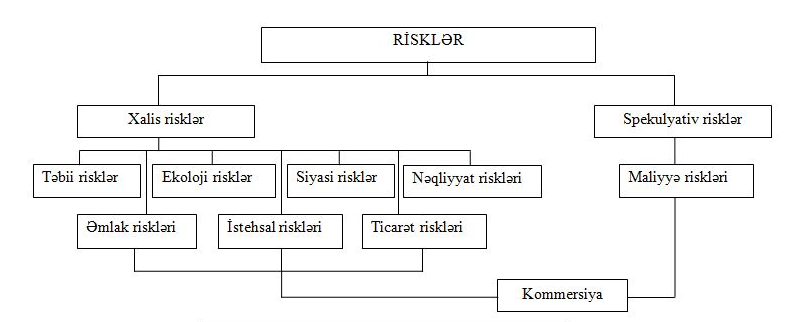 RİSKLƏR
Xalis risklər
Spekulyativ risklər
Təbii risklər
Ekoloji risklər
Siyasi risklər
Nəqliyyat riskləri
Maliyyə riskləri
Əmlak riskləri
İstehsal riskləri
Ticarət riskləri
Kommersiya